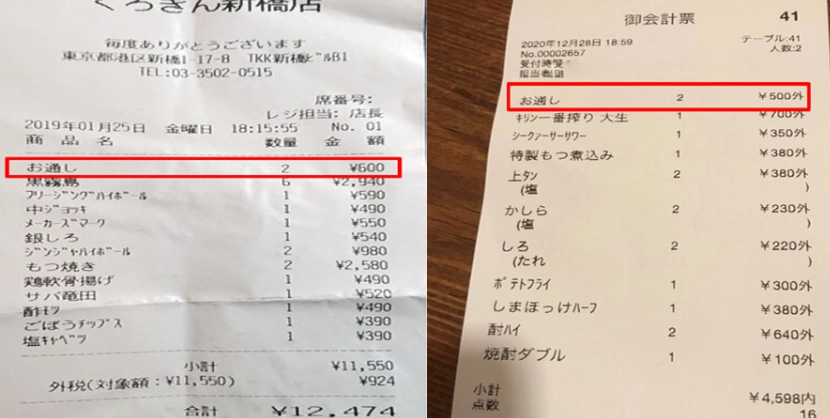 くろぎん新橋店
毎度ありがとうございます
東京都港区新橋1-17-8 TKK新橋ビルB1
TEL:03-3502-0515
席番号:
レジ担当: 店長
2019年01月25日 金曜日 18:15:55 No. 01
商品名 数量 金額
お通し 2 ¥600
黒霧島 6 ¥2,940
フリージングハイボール 1 ¥590
中ジョッキ 1 ¥490
メーカーズマーク 1 ¥550
銀しろ 1 ¥540
ジンジャハイボール 2 ¥980
もつ焼き 2 ¥2,580
鶏軟骨揚げ 1 ¥490
サバ竜田 1 ¥520
酢モツ 1 ¥490
ごぼうチップス 1 ¥390
塩キャベツ 1 ¥390
小計 ¥11,550
外税(対象額:¥11,550) ¥924
合計 ¥12,474
御会計票 41
2020年12月28日 18:59 テーブル:41
No.00002657 人数:2
受付時
担当者
お通し 2 ¥500外
キリン一番搾り 大生 1 ¥700外
シークァーサーサワー 1 ¥350外
特製もつ煮込み 1 ¥380外
上タン 2 ¥380外
(塩 )
かしら 2 ¥230外
(塩 )
しろ 2 ¥220外
(たれ )
ポテトフライ 1 ¥300外
しまほっけハーフ 1 ¥380外
酎ハイ 2 ¥640外
焼酎ダブル 1 ¥100外
小計 ¥4,598内
点数 16